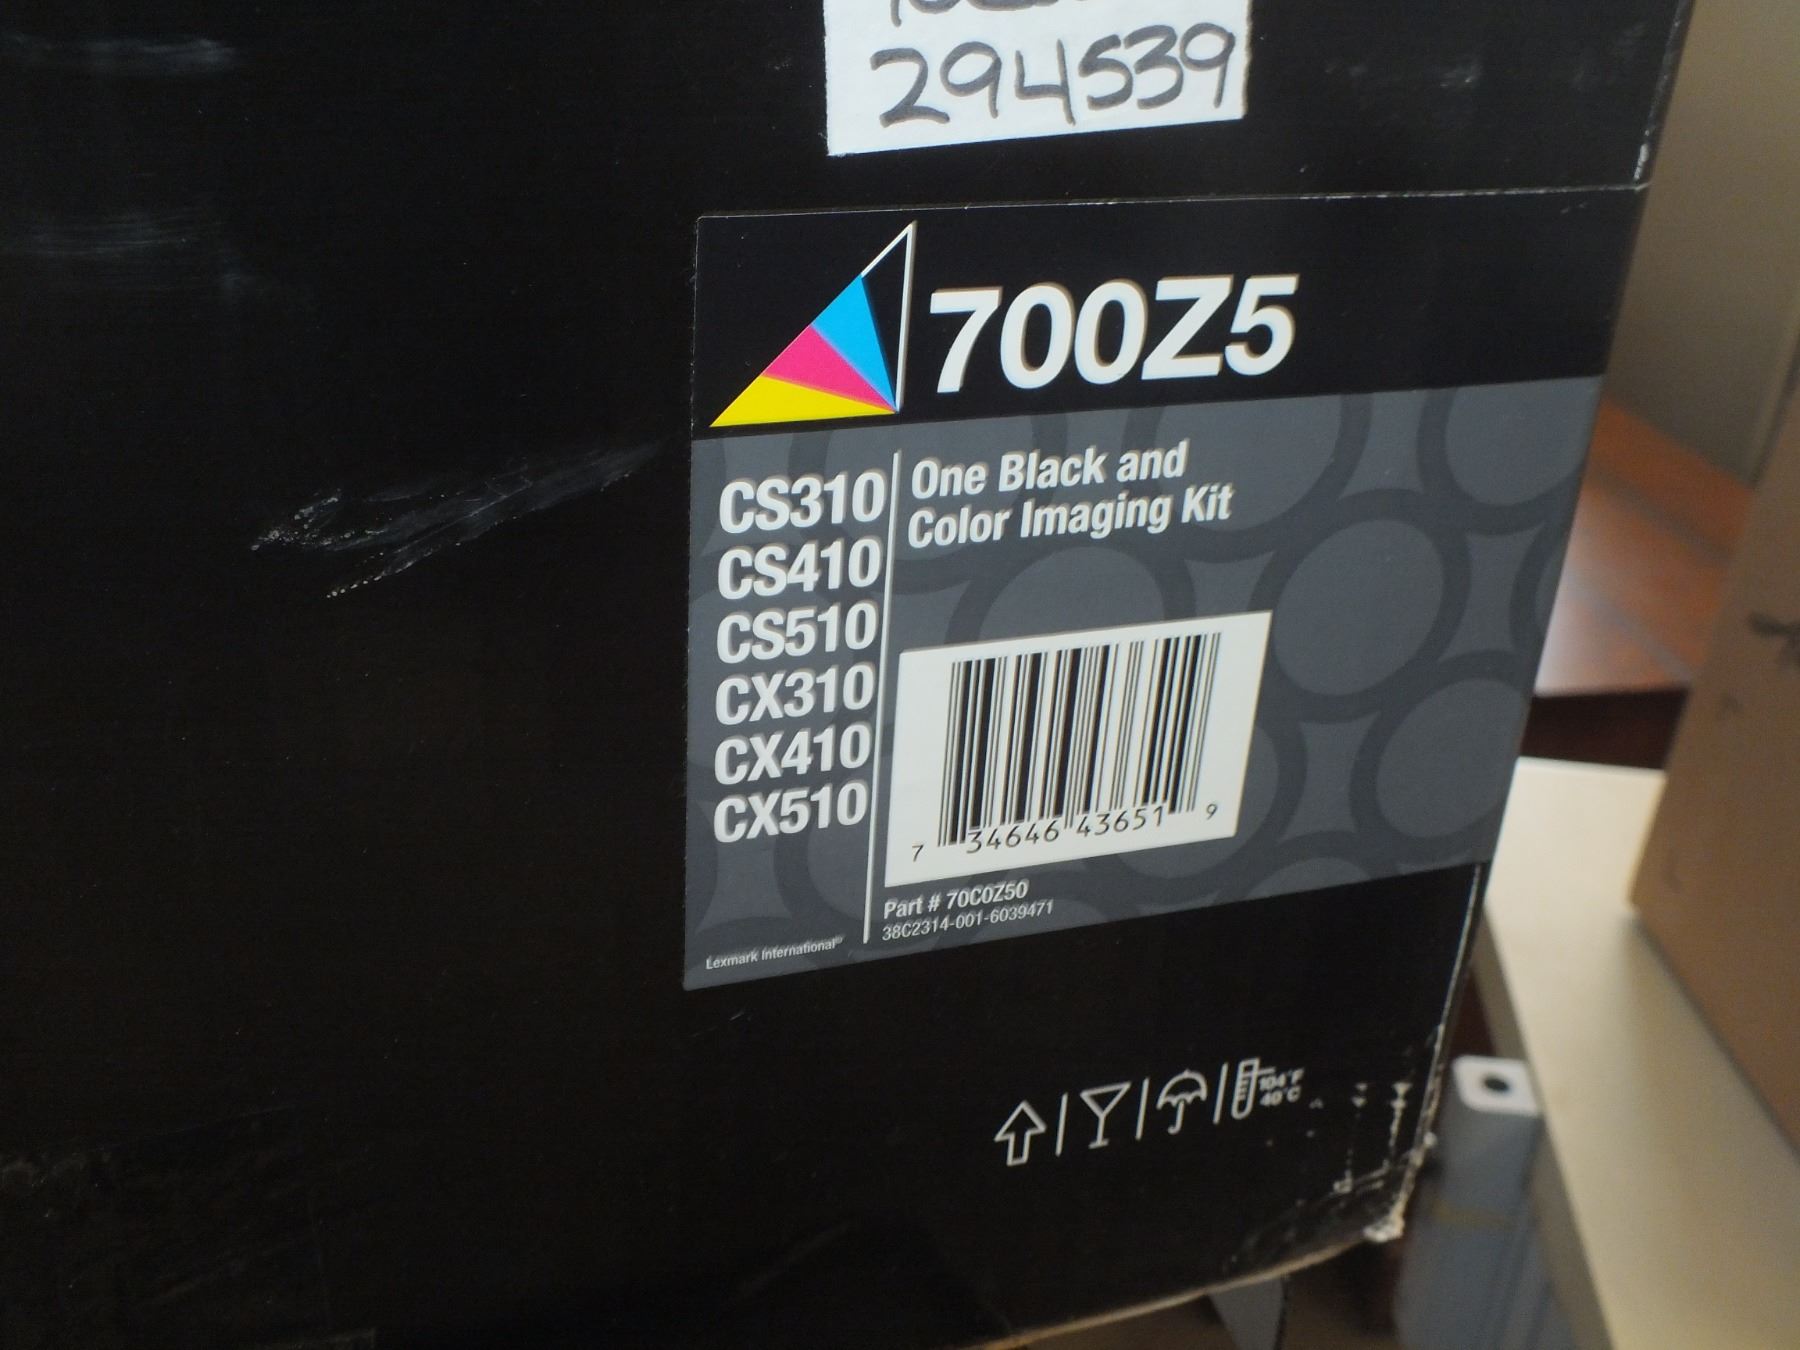 294539
700Z5
CS310
CS410
CS510
CX310
CX410
CX510
One Black and
Color Imaging Kit
7 34646 43651 9
Part # 70C0Z50
38C2314-001-6039471
Lexmark International®
104°F
40°C